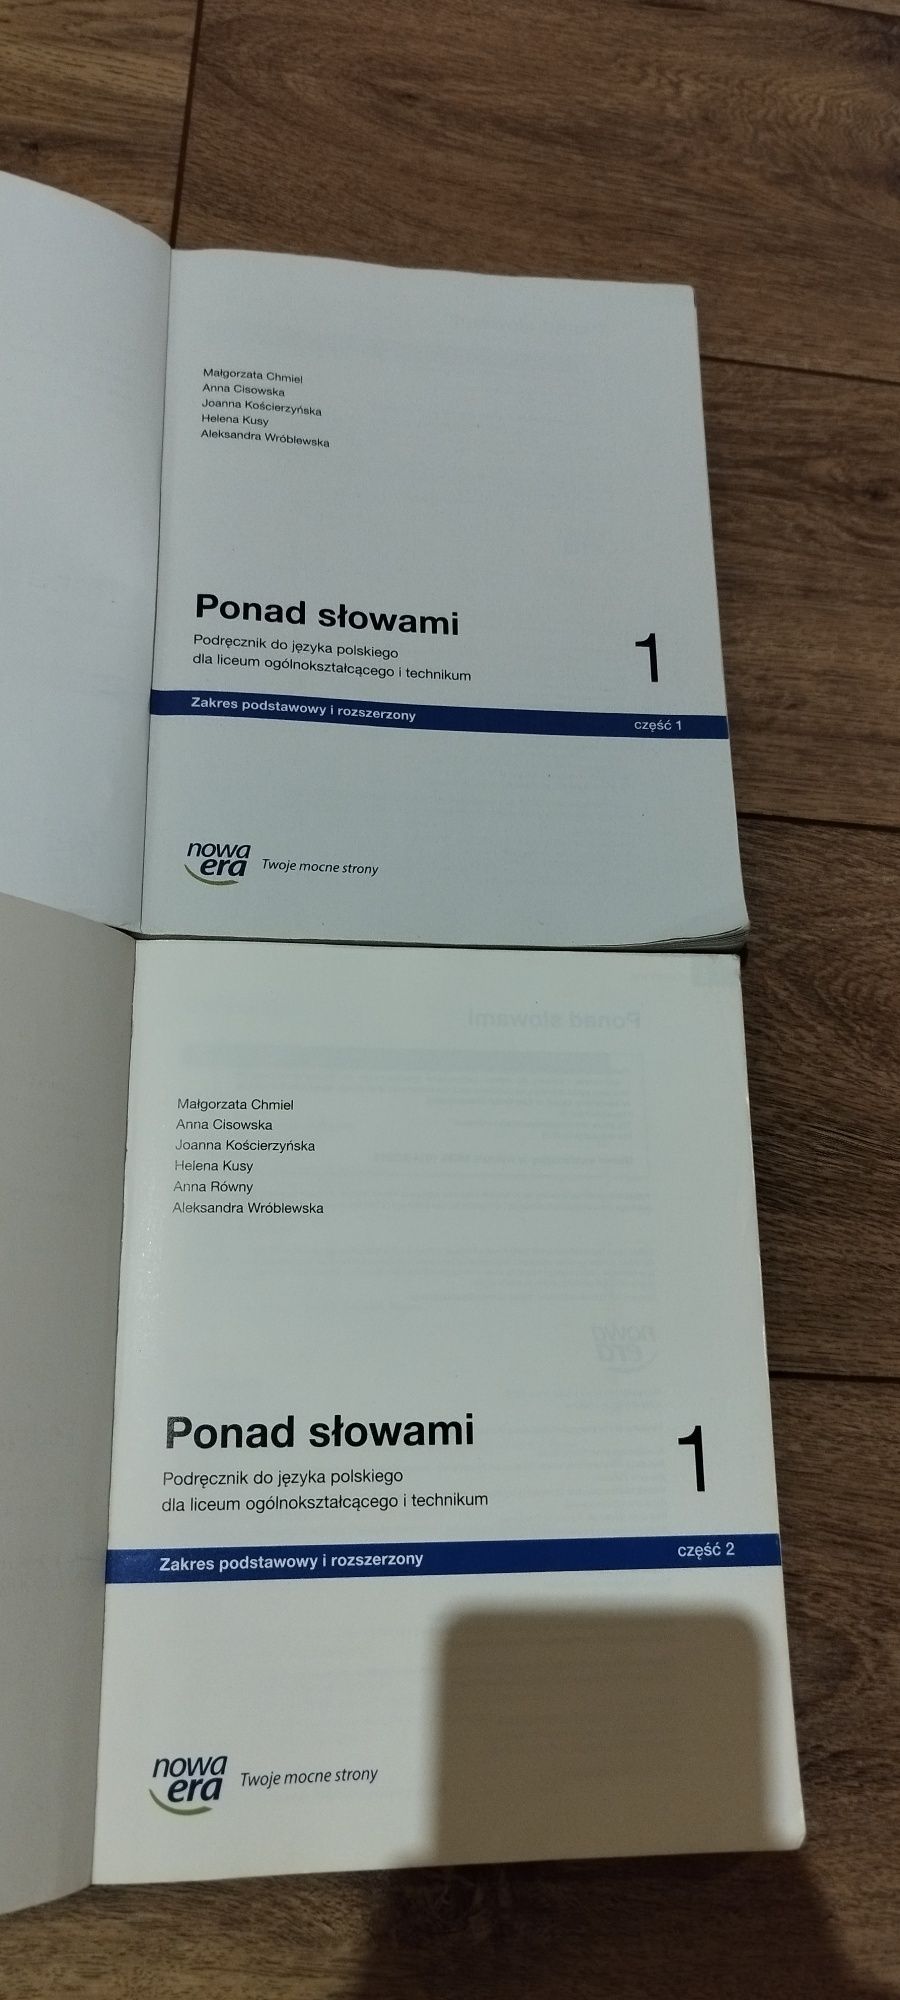 Małgorzata Chmiel
Anna Cisowska
Joanna Kościerzyńska
Helena Kusy
Aleksandra Wróblewska
Ponad słowami
1
Podręcznik do języka polskiego
dla liceum ogólnokształcącego i technikum
Zakres podstawowy i rozszerzony
część 1
nowa
era
Twoje mocne strony
Ponad słowami
Małgorzata Chmiel
Anna Cisowska
Joanna Kościerzyńska
Helena Kusy
Anna Równy
Aleksandra Wróblewska
nowa
era
Ponad słowami
1
Podręcznik do języka polskiego
dla liceum ogólnokształcącego i technikum
Zakres podstawowy i rozszerzony
część 2
nowa
era
Twoje mocne strony